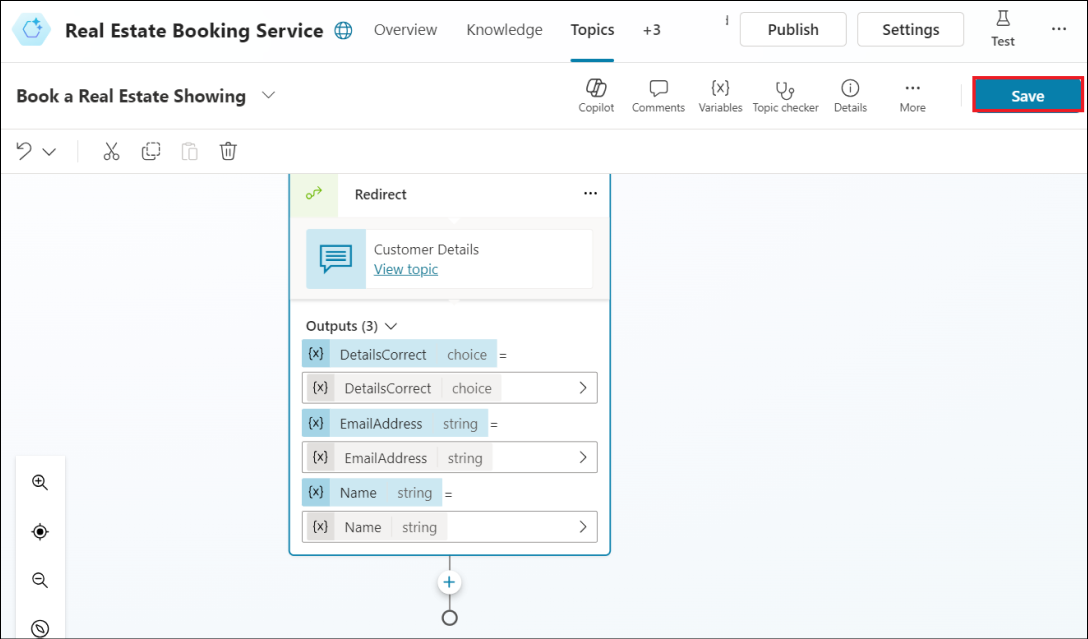 Real Estate Booking Service Overview Knowledge Topics +3 Publish Settings Test
Book a Real Estate Showing Copilot Comments {x} Variables Topic checker Details More Save
Redirect
Customer Details
View topic
Outputs (3)
{x} DetailsCorrect choice =
{x} DetailsCorrect choice
{x} EmailAddress string =
{x} EmailAddress string
{x} Name string =
{x} Name string